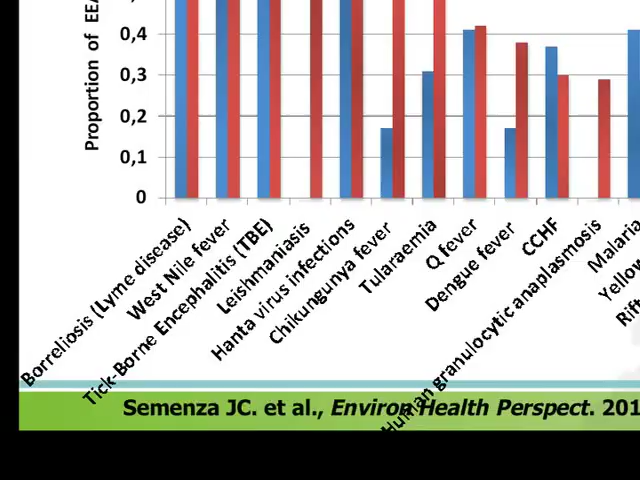 Proportion of EEA
0,4
0,3
0,2
0,1
0
Borreliosis (Lyme disease)
West Nile fever
Tick-Borne Encephalitis (TBE)
Leishmaniasis
Hanta virus infections
Chikungunya fever
Tularaemia
Q fever
Dengue fever
CCHF
Human granulocytic anaplasmosis
Malaria
Yellow
Rift
Semenza JC. et al., Environ Health Perspect. 201